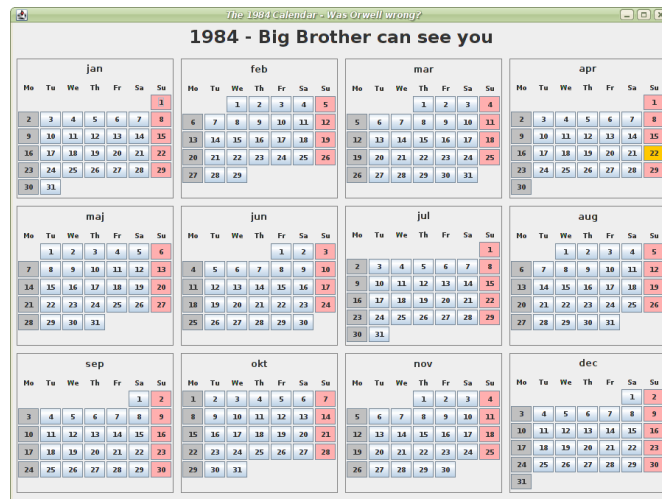 The 1984 Calendar - Was Orwell wrong?
1984 - Big Brother can see you
jan feb mar apr
Mo Tu We Th Fr Sa Su Mo Tu We Th Fr Sa Su Mo Tu We Th Fr Sa Su Mo Tu We Th Fr Sa Su
1 1 2 3 4 5 1 2 3 4 1
2 3 4 5 6 7 8 6 7 8 9 10 11 12 5 6 7 8 9 10 11 2 3 4 5 6 7 8
9 10 11 12 13 14 15 13 14 15 16 17 18 19 12 13 14 15 16 17 18 9 10 11 12 13 14 15
16 17 18 19 20 21 22 20 21 22 23 24 25 26 19 20 21 22 23 24 25 16 17 18 19 20 21 22
23 24 25 26 27 28 29 27 28 29 26 27 28 29 30 31 23 24 25 26 27 28 29
30 31 30
maj jun jul aug
Mo Tu We Th Fr Sa Su Mo Tu We Th Fr Sa Su Mo Tu We Th Fr Sa Su Mo Tu We Th Fr Sa Su
1 2 3 4 5 6 1 2 3 1 1 2 3 4 5
7 8 9 10 11 12 13 4 5 6 7 8 9 10 2 3 4 5 6 7 8 6 7 8 9 10 11 12
14 15 16 17 18 19 20 11 12 13 14 15 16 17 9 10 11 12 13 14 15 13 14 15 16 17 18 19
21 22 23 24 25 26 27 18 19 20 21 22 23 24 16 17 18 19 20 21 22 20 21 22 23 24 25 26
28 29 30 31 25 26 27 28 29 30 23 24 25 26 27 28 29 27 28 29 30 31
30 31
sep okt nov dec
Mo Tu We Th Fr Sa Su Mo Tu We Th Fr Sa Su Mo Tu We Th Fr Sa Su Mo Tu We Th Fr Sa Su
1 2 1 2 3 4 5 6 7 1 2 3 4 1 2
3 4 5 6 7 8 9 8 9 10 11 12 13 14 5 6 7 8 9 10 11 3 4 5 6 7 8 9
10 11 12 13 14 15 16 15 16 17 18 19 20 21 12 13 14 15 16 17 18 10 11 12 13 14 15 16
17 18 19 20 21 22 23 22 23 24 25 26 27 28 19 20 21 22 23 24 25 17 18 19 20 21 22 23
24 25 26 27 28 29 30 29 30 31 26 27 28 29 30 24 25 26 27 28 29 30
31